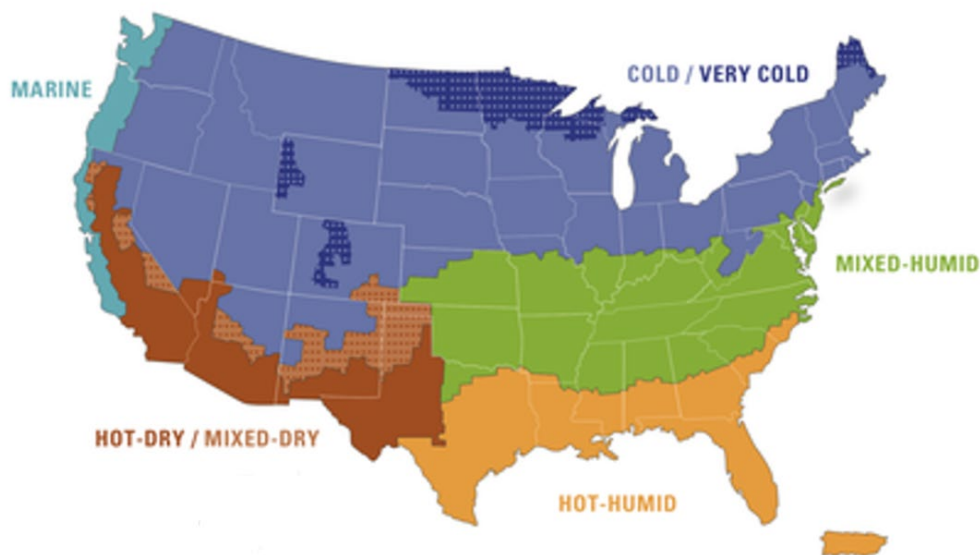 COLD / VERY COLD
MARINE
MIXED-HUMID
HOT-DRY / MIXED-DRY
HOT-HUMID